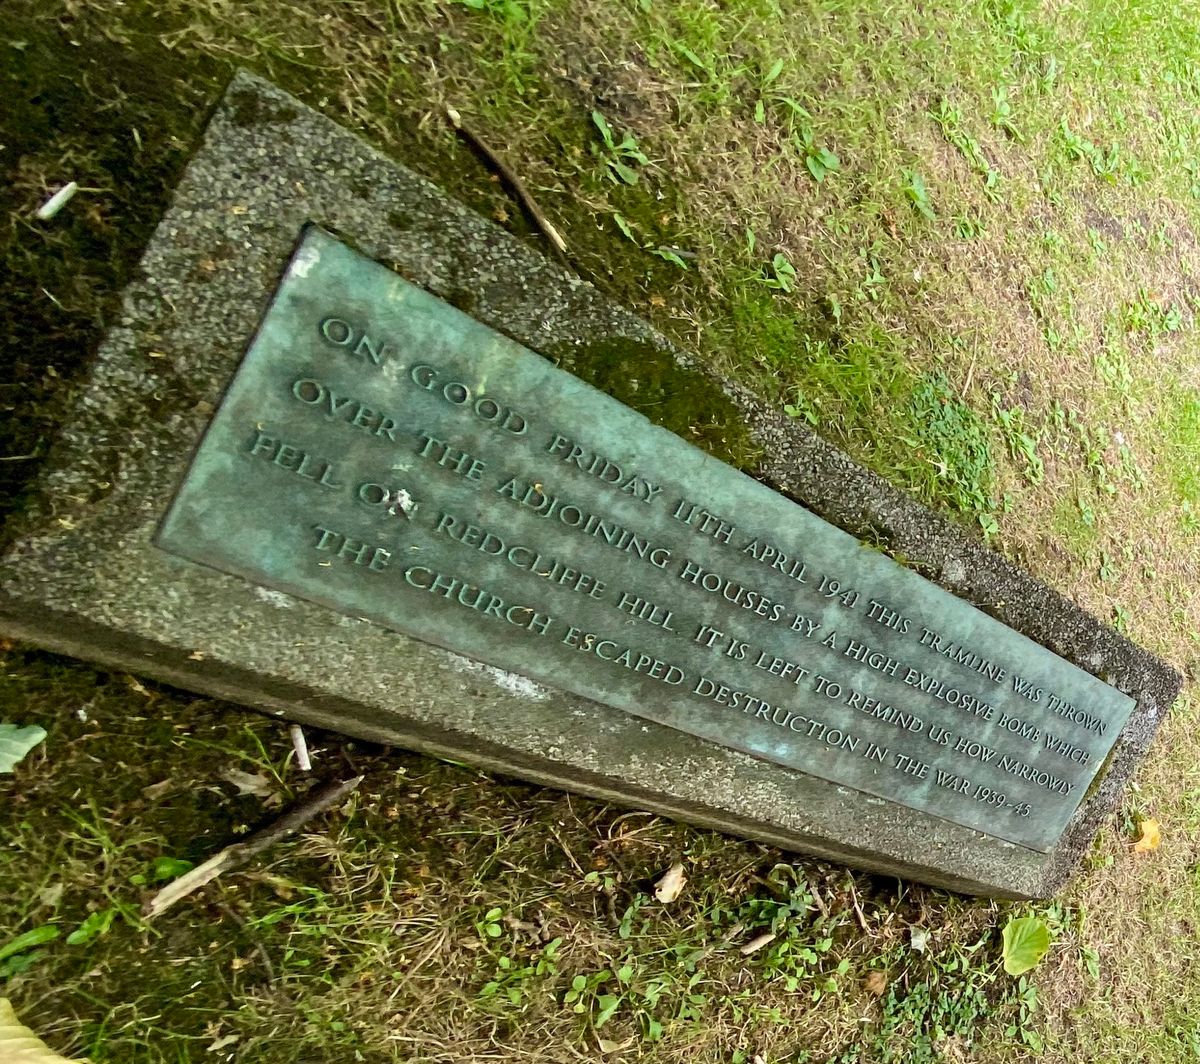 ON GOOD FRIDAY 11TH APRIL 1941 THIS TRAMLINE WAS THROWN
OVER THE ADJOINING HOUSES BY A HIGH EXPLOSIVE BOMB WHICH
FELL ON REDCLIFFE HILL. IT IS LEFT TO REMIND US HOW NARROWLY
THE CHURCH ESCAPED DESTRUCTION IN THE WAR 1939-45.